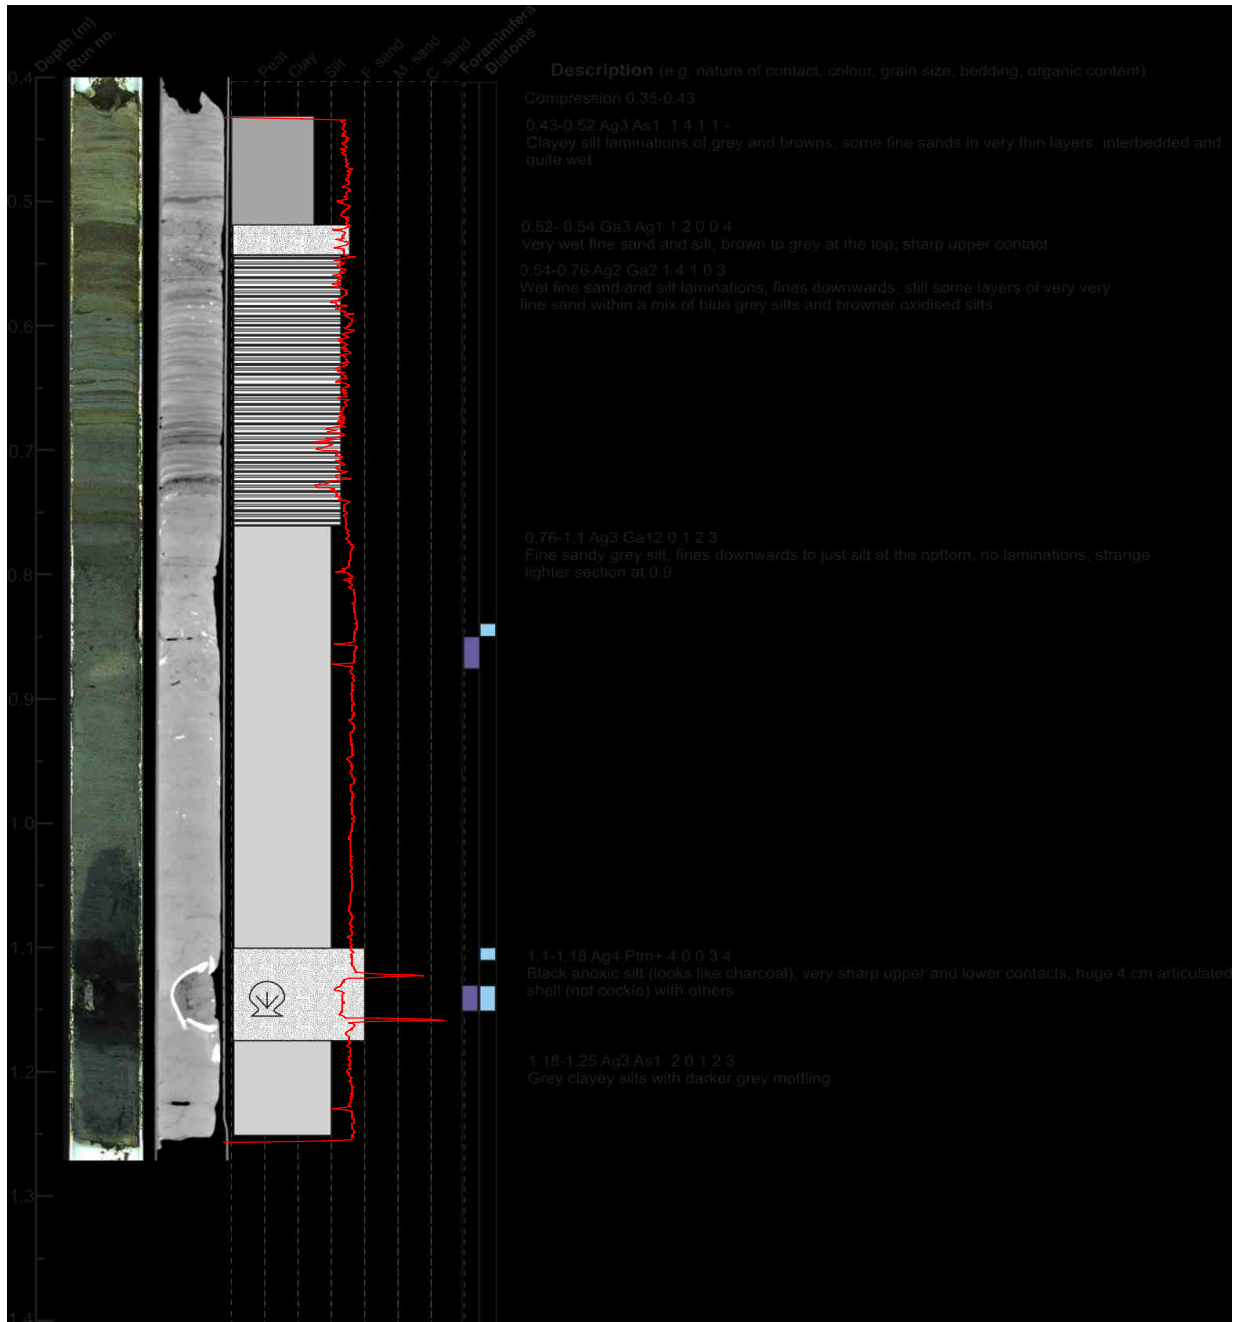 Depth (m)
Run no.
Peat
Clay
Silt
F. sand
M. sand
C. sand
Foraminifera
Diatoms
Description (e.g. nature of contact, colour, grain size, bedding, organic content)
0.4
Compression 0.35-0.43
0.43-0.52 Ag3 As1 1 4 1 1 -
Clayey silt laminations of grey and browns, some fine sands in very thin layers, interbedded and
quite wet
0.5
0.52- 0.54 Ga3 Ag1 1 2 0 0 4
Very wet fine sand and silt, brown to grey at the top, sharp upper contact
0.54-0.76 Ag2 Ga2 1 4 1 0 3
Wet fine sand and silt laminations, fines downwards, still some layers of very very
fine sand within a mix of blue grey silts and browner oxidised silts
0.6
0.7
0.76-1.1 Ag3 Ga12 0 1 2 3
Fine sandy grey silt, fines downwards to just silt at the npttom, no laminations, strange
lighter section at 0.9
0.8
0.9
1.0
1.1
1.1-1.18 Ag4 Ptm+ 4 0 0 3 4
Black anoxic silt (looks like charcoal), very sharp upper and lower contacts, huge 4 cm articulated
shell (not cockle) with others
1.18-1.25 Ag3 As1 2 0 1 2 3
Grey clayey silts with darker grey mottling
1.2
1.3
1.4